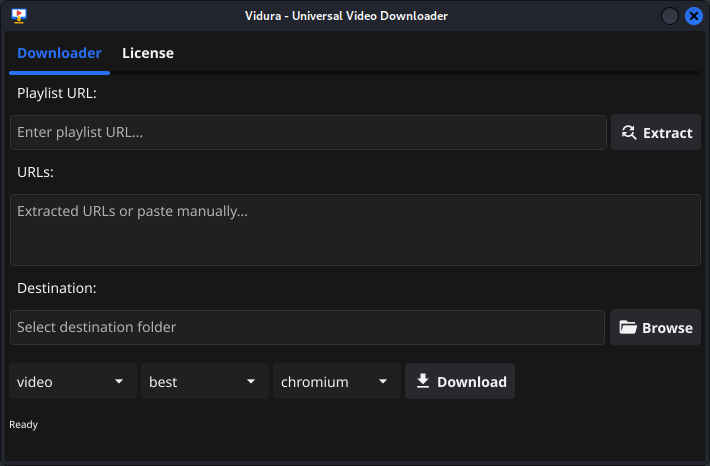 Vidura - Universal Video Downloader
Downloader License
Playlist URL:
Enter playlist URL... Extract
URLs:
Extracted URLs or paste manually...
Destination:
Select destination folder Browse
video best chromium Download
Ready